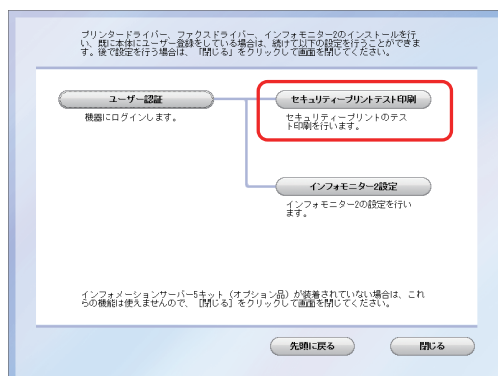 プリンタードライバー、ファクスドライバー、インフォモニター2のインストールを行
い、既に本体にユーザー登録をしている場合は、続けて以下の設定を行うことができま
す。後で設定を行う場合は、「閉じる」をクリックして画面を閉じてください。
ユーザー認証
機器にログインします。
セキュリティープリントテスト印刷
セキュリティープリントのテス
ト印刷を行います。
インフォモニター2設定
インフォモニター2の設定を行い
ます。
インフォメーションサーバー5キット（オプション品）が装着されていない場合は、これ
らの機能は使えませんので、「閉じる」をクリックして画面を閉じてください。
先頭に戻る
閉じる